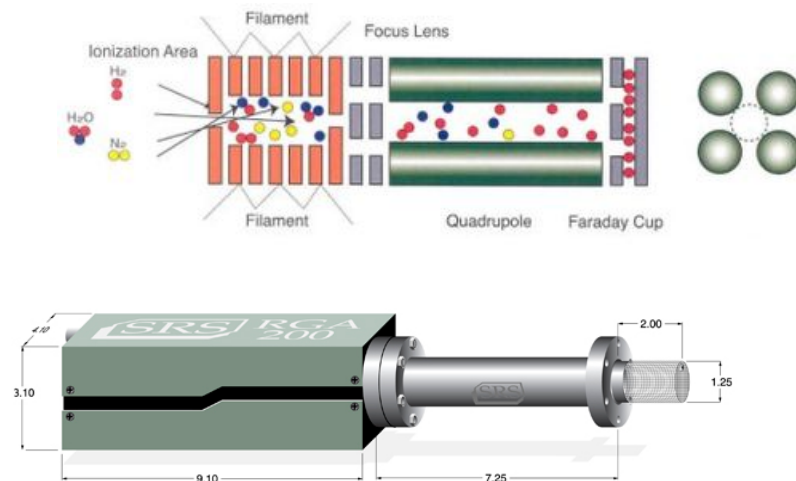 Filament
Ionization Area
Focus Lens
H₂
H₂O
N₂
Filament
Quadrupole
Faraday Cup
SRS RGA
200
4.10
3.10
SRS
2.00
1.25
9.10
7.25